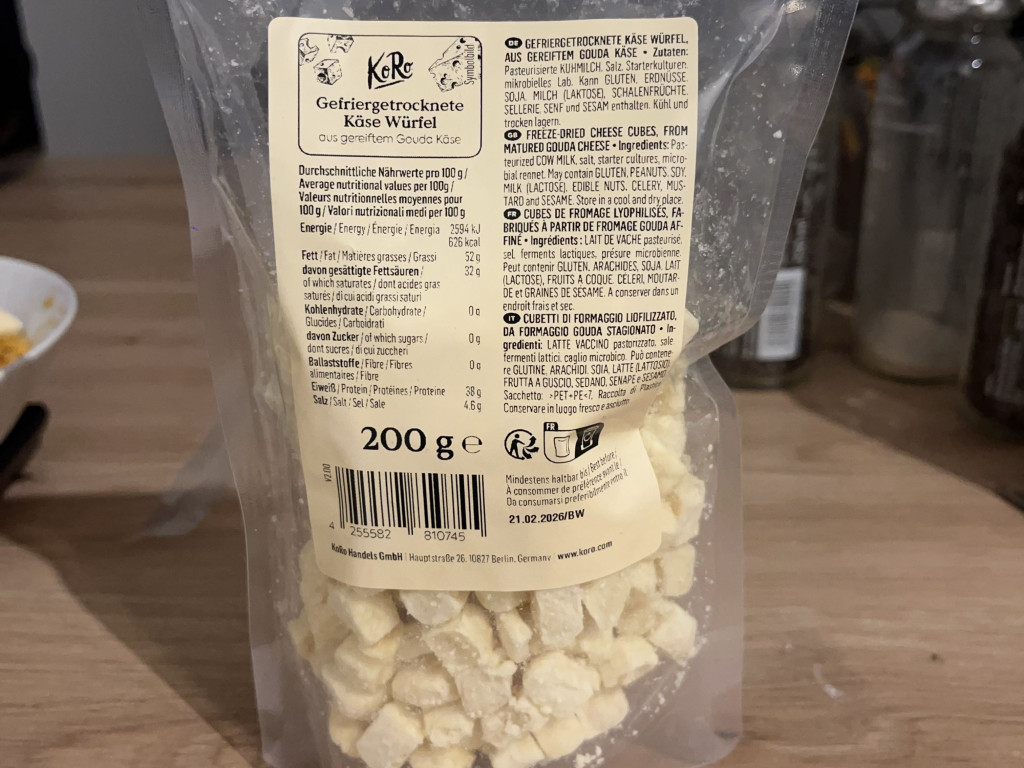 KoRo
Symbolbild
Gefriergetrocknete
Käse Würfel
aus gereiftem Gouda Käse
Durchschnittliche Nährwerte pro 100 g /
Average nutritional values per 100g /
Valeurs nutritionnelles moyennes pour
100 g / Valori nutrizionali medi per 100 g
Energie / Energy / Énergie / Energia 2594 kJ
626 kcal
Fett / Fat / Matières grasses / Grassi 52 g
davon gesättigte Fettsäuren / 32 g
of which saturates / dont acides gras
saturés / di cui acidi grassi saturi
Kohlenhydrate / Carbohydrate / 0 g
Glucides / Carboidrati
davon Zucker / of which sugars / 0 g
dont sucres / di cui zuccheri
Ballaststoffe / Fibre / Fibres 0 g
alimentaires / Fibre
Eiweiß / Protein / Protéines / Proteine 38 g
Salz / Salt / Sel / Sale 4.6 g
200 g e
V2.00
4 255582 810745
KoRo Handels GmbH | Hauptstraße 26, 10827 Berlin, Germany | www.koro.com
DE GEFRIERGETROCKNETE KÄSE WÜRFEL,
AUS GEREIFTEM GOUDA KÄSE • Zutaten:
Pasteurisierte KUHMILCH, Salz, Starterkulturen,
mikrobielles Lab. Kann GLUTEN, ERDNÜSSE,
SOJA, MILCH (LAKTOSE), SCHALENFRÜCHTE,
SELLERIE, SENF und SESAM enthalten. Kühl und
trocken lagern.
GB FREEZE-DRIED CHEESE CUBES, FROM
MATURED GOUDA CHEESE • Ingredients: Pas-
teurized COW MILK, salt, starter cultures, micro-
bial rennet. May contain GLUTEN, PEANUTS, SOY,
MILK (LACTOSE), EDIBLE NUTS, CELERY, MUS-
TARD and SESAME. Store in a cool and dry place.
FR CUBES DE FROMAGE LYOPHILISÉS, FA-
BRIQUÉS À PARTIR DE FROMAGE GOUDA AF-
FINÉ • Ingrédients : LAIT DE VACHE pasteurisé,
sel, ferments lactiques, présure microbienne.
Peut contenir GLUTEN, ARACHIDES, SOJA, LAIT
(LACTOSE), FRUITS À COQUE, CÉLERI, MOUTAR-
DE et GRAINES DE SÉSAME. A conserver dans un
endroit frais et sec.
IT CUBETTI DI FORMAGGIO LIOFILIZZATO,
DA FORMAGGIO GOUDA STAGIONATO • In-
gredienti: LATTE VACCINO pastorizzato, sale
fermenti lattici, caglio microbico. Può contene-
re GLUTINE, ARACHIDI, SOIA, LATTE (LATTOSIO),
FRUTTA A GUSCIO, SEDANO, SENAPE e SESAMO.
Sacchetto: >PET+PE<7, Raccolta di Plastica
Conservare in luogo fresco e asciutto.
FR
Mindestens haltbar bis / Best before /
À consommer de préférence avant le /
Da consumarsi preferibilmente entro il
21.02.2026/BW